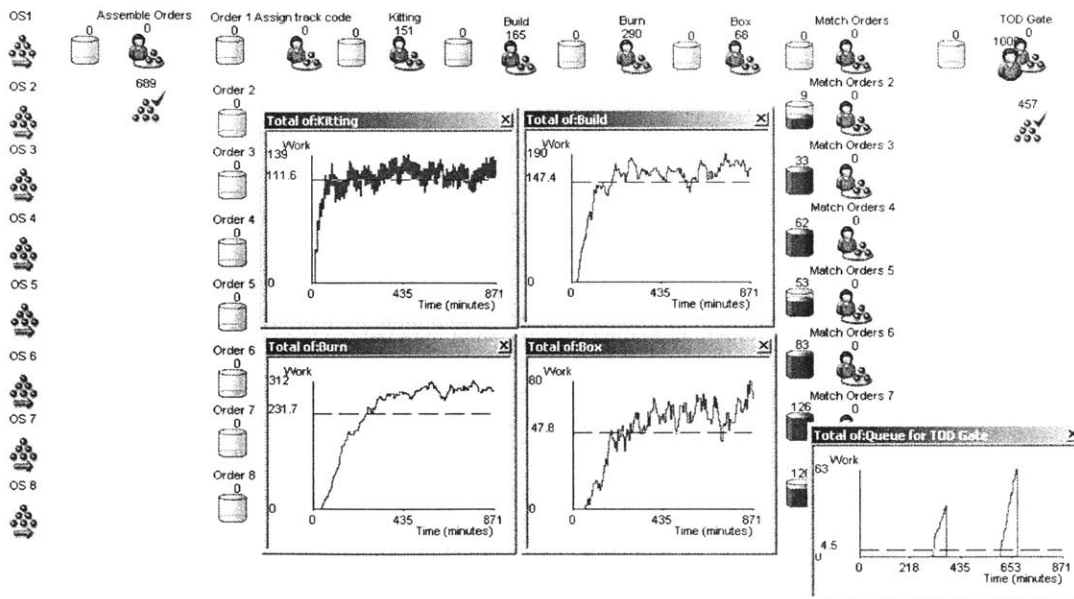 OS1
Assemble Orders
0
0
Order 1
0
Assign track code
0
0
Kitting
151
0
Build
165
0
Burn
290
0
Box
68
0
Match Orders
0
0
TOD Gate
0
689
457
OS 2
OS 3
OS 4
OS 5
OS 6
OS 7
OS 8
Order 2
0
Order 3
0
Order 4
0
Order 5
0
Order 6
0
Order 7
0
Order 8
0
Total of:Kitting
Work
139
111.6
0
0
435
871
Time (minutes)
Total of:Build
Work
190
147.4
0
0
435
871
Time (minutes)
Total of:Burn
Work
312
231.7
0
0
435
871
Time (minutes)
Total of:Box
Work
80
47.8
0
0
435
871
Time (minutes)
Match Orders 2
9
0
Match Orders 3
33
0
Match Orders 4
62
0
Match Orders 5
53
0
Match Orders 6
83
0
Match Orders 7
126
0
Total of:Queue for TOD Gate
Work
63
4.5
0
0
218
435
653
871
Time (minutes)